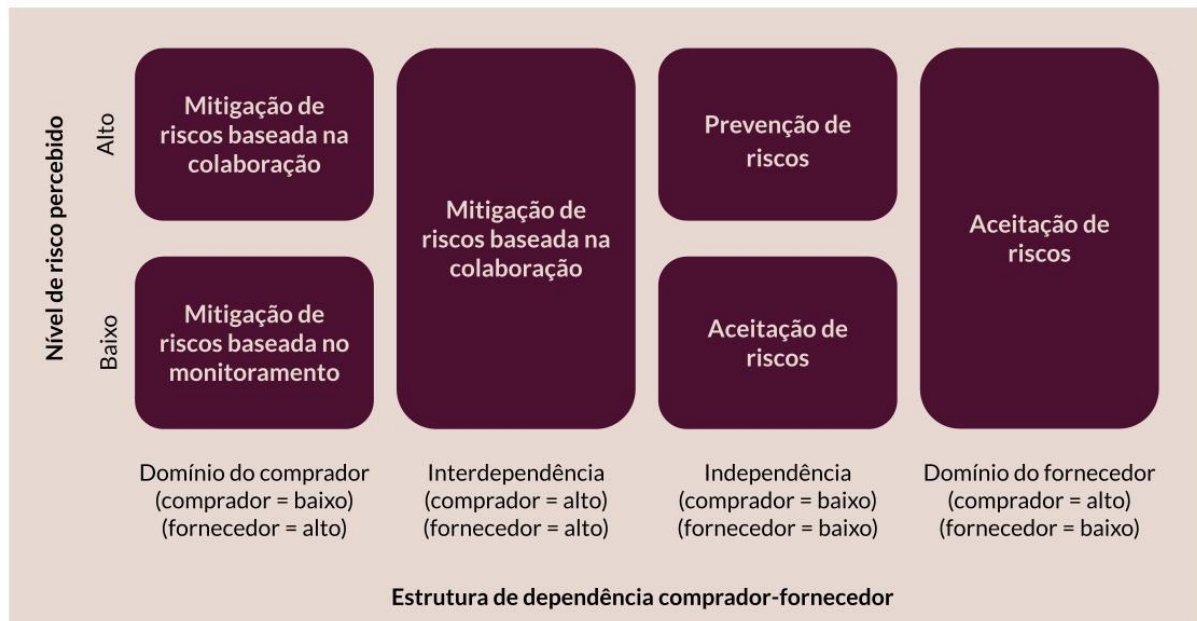 Nível de risco percebido
Alto
Baixo
Mitigação de
riscos baseada na
colaboração
Mitigação de
riscos baseada no
monitoramento
Mitigação de
riscos baseada na
colaboração
Prevenção de
riscos
Aceitação de
riscos
Aceitação de
riscos
Domínio do comprador
(comprador = baixo)
(fornecedor = alto)
Interdependência
(comprador = alto)
(fornecedor = alto)
Independência
(comprador = baixo)
(fornecedor = baixo)
Domínio do fornecedor
(comprador = alto)
(fornecedor = baixo)
Estrutura de dependência comprador-fornecedor